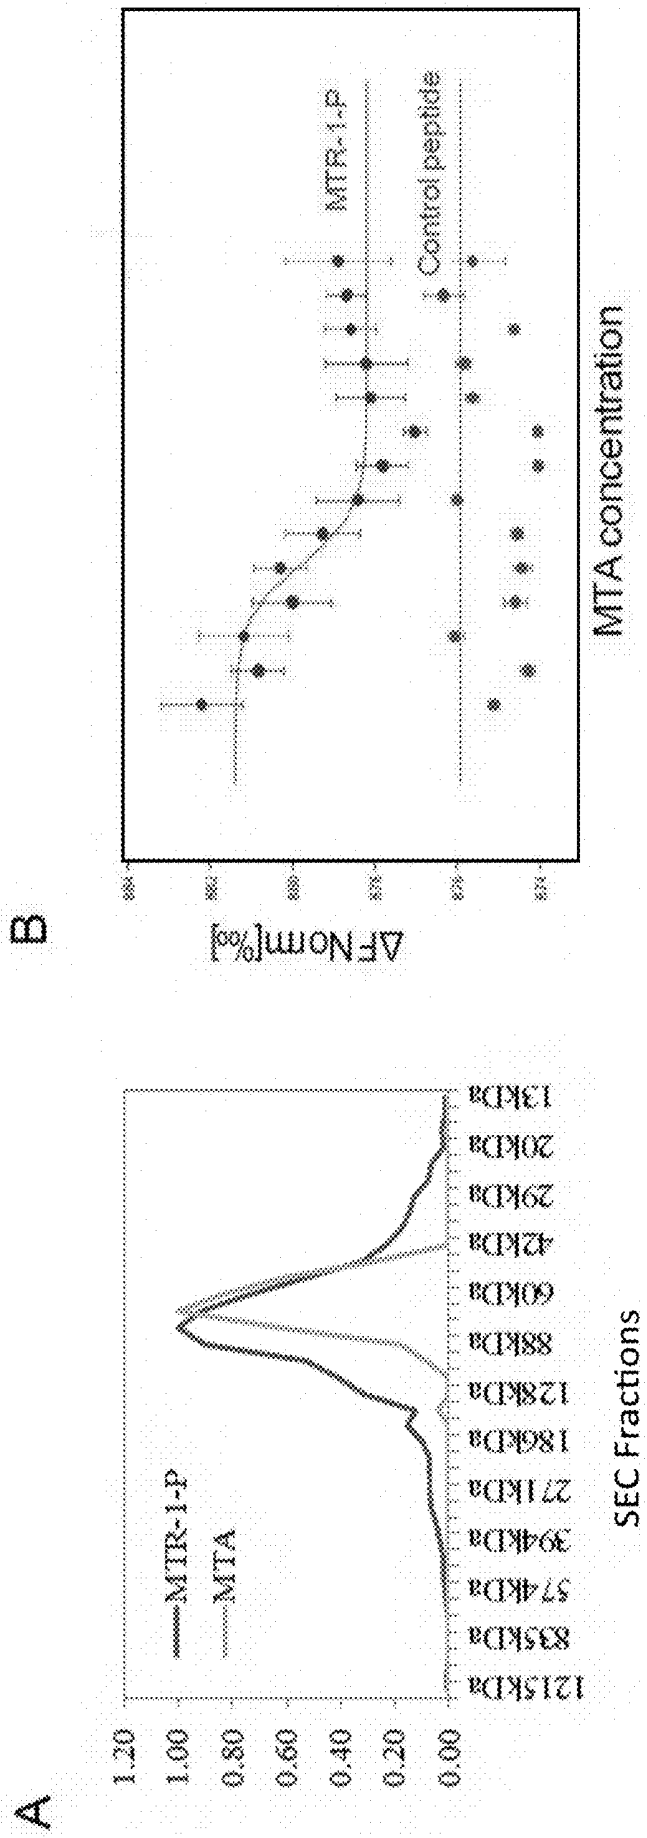 A
1.20
1.00
0.80
0.60
0.40
0.20
0.00
MTR-1-P
MTA
1215kDa
835kDa
574kDa
394kDa
271kDa
186kDa
128kDa
88kDa
60kDa
42kDa
29kDa
20kDa
13kDa
SEC Fractions
B
ΔFNorm[‰]
MTR-1-P
Control peptide
MTA concentration